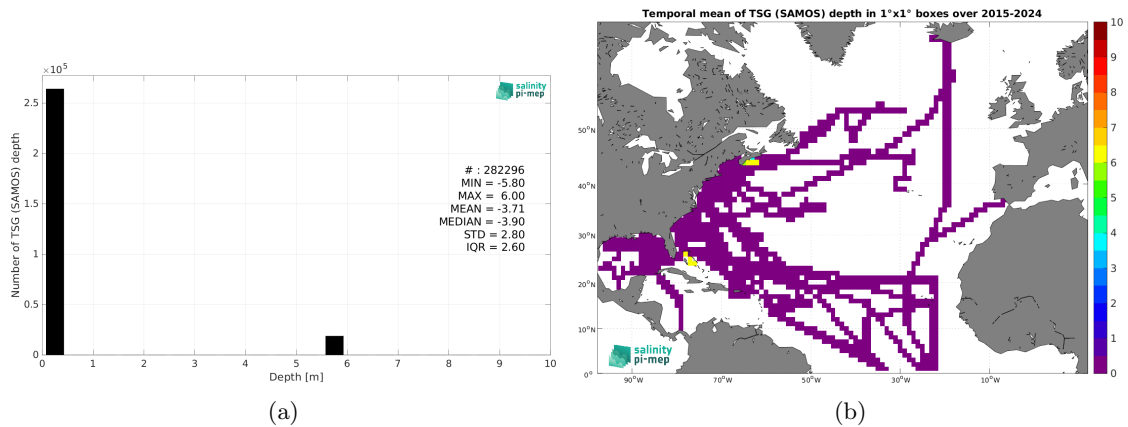 ×10⁵
2.5
2
1.5
1
0.5
0
Number of TSG (SAMOS) depth
salinity
pi-mep
# : 282296
MIN = -5.80
MAX = 6.00
MEAN = -3.71
MEDIAN = -3.90
STD = 2.80
IQR = 2.60
0 1 2 3 4 5 6 7 8 9 10
Depth [m]
(a)
Temporal mean of TSG (SAMOS) depth in 1°x1° boxes over 2015-2024
50°N
40°N
30°N
20°N
10°N
0°
90°W 70°W 50°W 30°W 10°W
salinity
pi-mep
10
9
8
7
6
5
4
3
2
1
0
(b)